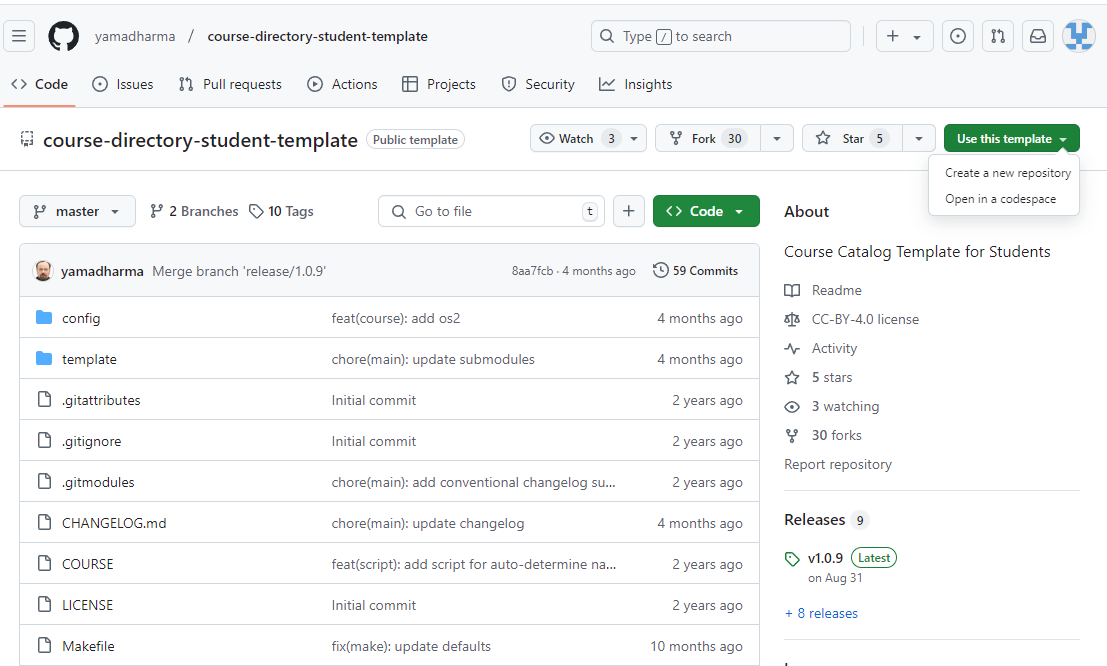 yamadharma / course-directory-student-template Type / to search
Code Issues Pull requests Actions Projects Security Insights
course-directory-student-template Public template Watch 3 Fork 30 Star 5 Use this template
Create a new repository
Open in a codespace
master 2 Branches 10 Tags Go to file t Code
About
Course Catalog Template for Students
yamadharma Merge branch 'release/1.0.9' 8aa7fcb · 4 months ago 59 Commits
Readme
config feat(course): add os2 4 months ago
CC-BY-4.0 license
template chore(main): update submodules 4 months ago
Activity
5 stars
.gitattributes Initial commit 2 years ago
3 watching
.gitignore Initial commit 2 years ago
30 forks
Report repository
.gitmodules chore(main): add conventional changelog su... 2 years ago
CHANGELOG.md chore(main): update changelog 4 months ago
Releases 9
COURSE feat(script): add script for auto-determine na... 2 years ago
v1.0.9 Latest
on Aug 31
LICENSE Initial commit 2 years ago
+ 8 releases
Makefile fix(make): update defaults 10 months ago